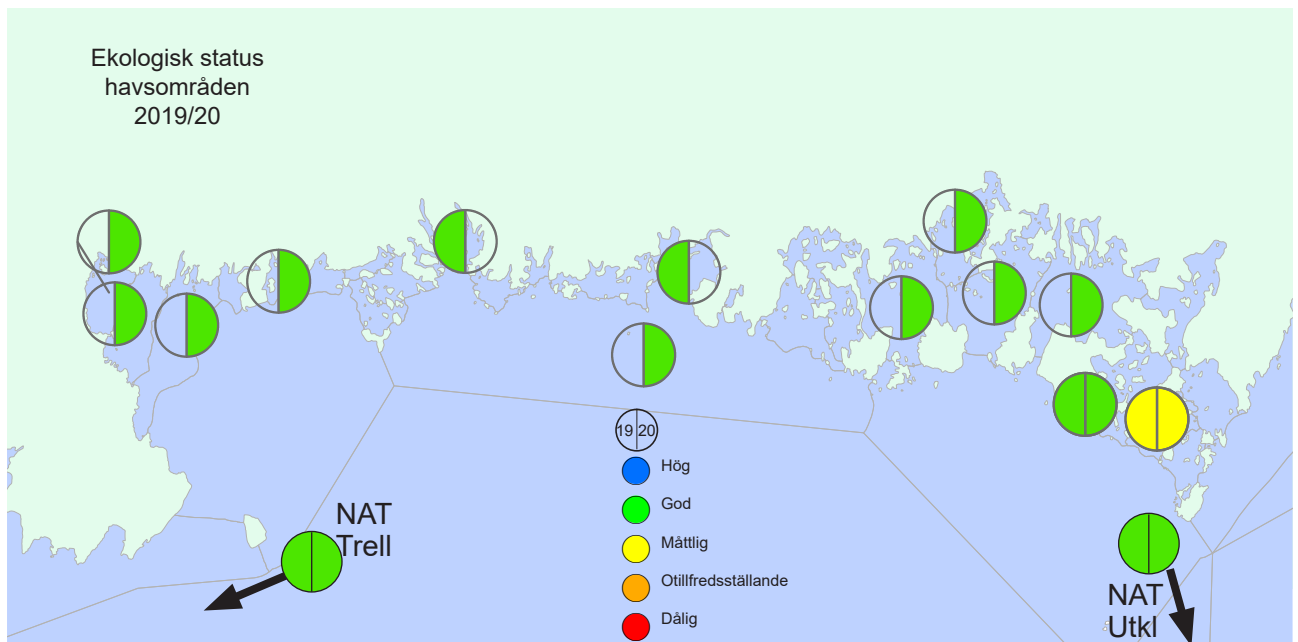 Ekologisk status
havsområden
2019/20
19 20
Hög
God
Måttlig
Otillfredsställande
Dålig
NAT
Trell
NAT
Utkl